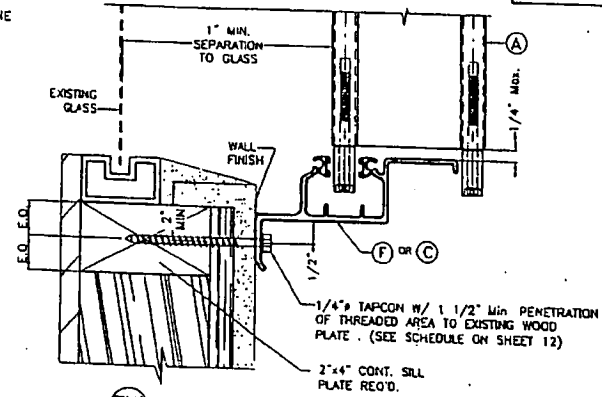 NE
1" MIN.
SEPARATION
TO GLASS
A
EXISTING
GLASS
1/4" Max.
WALL
FINISH
2"
MIN
E.Q.
E.Q
1/2"
F OR C
1/4"ø TAPCON W/ 1 1/2" Min PENETRATION
OF THREADED AREA TO EXISTING WOOD
PLATE . (SEE SCHEDULE ON SHEET 12)
2"x4" CONT. SILL
PLATE REQ'D.